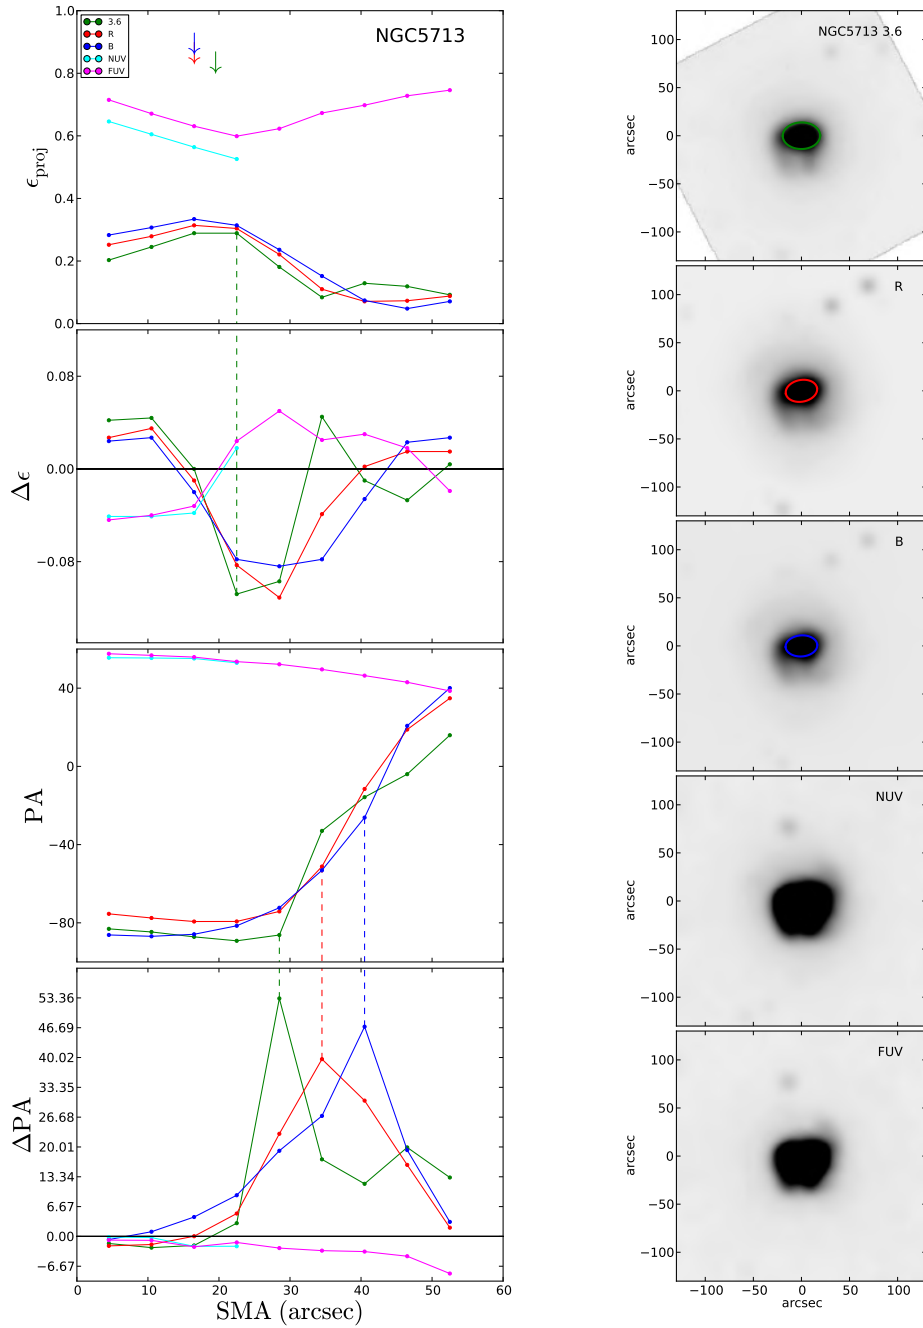 NGC5713
3.6
R
B
NUV
FUV
1.0
0.8
0.6
0.4
0.2
0.0
ϵproj
0.08
0.00
−0.08
Δϵ
40
0
−40
−80
PA
53.36
46.69
40.02
33.35
26.68
20.01
13.34
6.67
0.00
−6.67
ΔPA
0 10 20 30 40 50 60
SMA (arcsec)
NGC5713 3.6
100
50
0
−50
−100
arcsec
R
100
50
0
−50
−100
arcsec
B
100
50
0
−50
−100
arcsec
NUV
100
50
0
−50
−100
arcsec
FUV
100
50
0
−50
−100
arcsec
−100 −50 0 50 100
arcsec